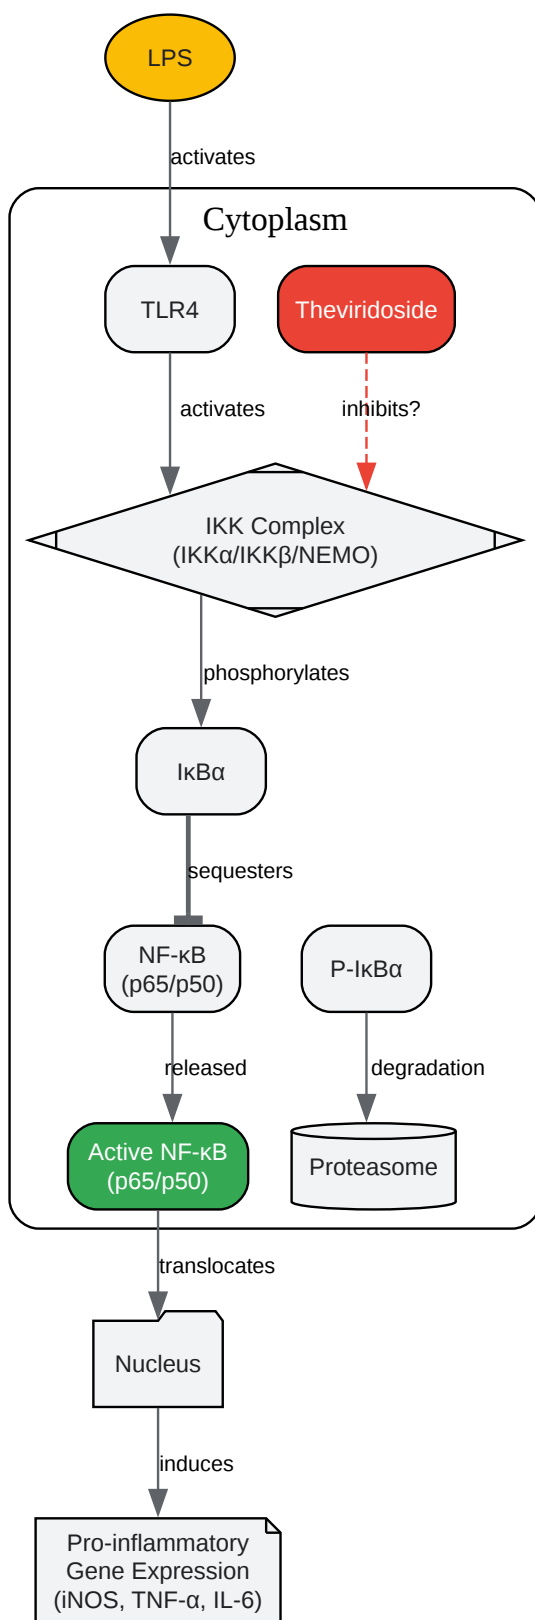 LPS
activates
Cytoplasm
TLR4
Theviridoside
activates
inhibits?
IKK Complex
(IKKα/IKKβ/NEMO)
phosphorylates
IκBα
sequesters
NF-κB
(p65/p50)
P-IκBα
released
degradation
Active NF-κB
(p65/p50)
Proteasome
translocates
Nucleus
induces
Pro-inflammatory
Gene Expression
(iNOS, TNF-α, IL-6)